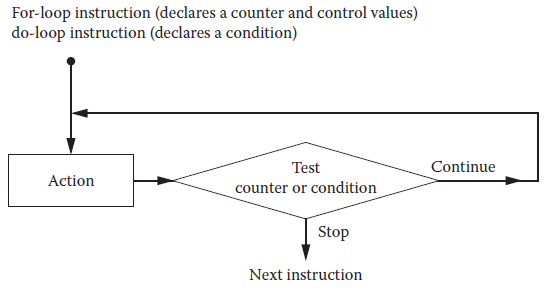 For-loop instruction (declares a counter and control values)
do-loop instruction (declares a condition)
Action
Test
counter or condition
Continue
Stop
Next instruction